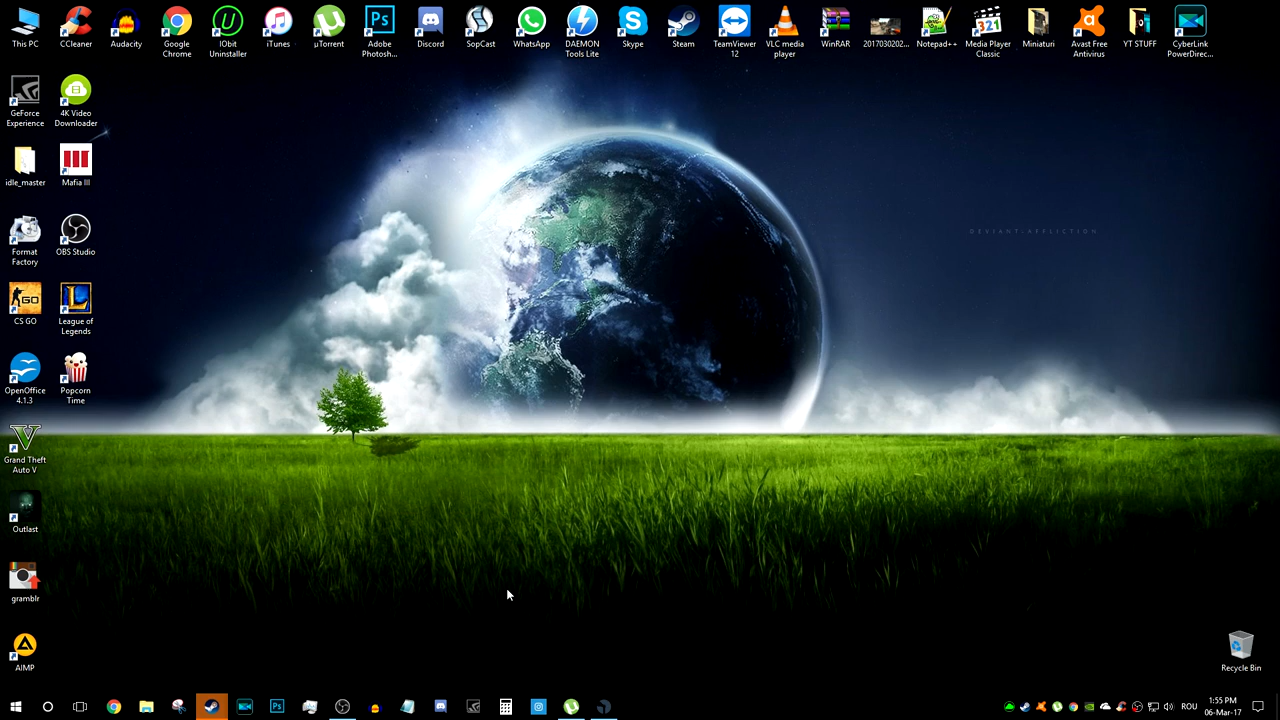 This PC
CCleaner
Audacity
Google
Chrome
IObit
Uninstaller
iTunes
µTorrent
Adobe
Photosh...
Discord
SopCast
WhatsApp
DAEMON
Tools Lite
Skype
Steam
TeamViewer
12
VLC media
player
WinRAR
2017030202...
Notepad++
Media Player
Classic
Miniaturi
Avast Free
Antivirus
YT STUFF
CyberLink
PowerDirec...
GeForce
Experience
4K Video
Downloader
idle_master
Mafia III
DEVIANT-AFFLICTION
Format
Factory
OBS Studio
CS GO
League of
Legends
OpenOffice
4.1.3
Popcorn
Time
Grand Theft
Auto V
Outlast
gramblr
AIMP
Recycle Bin
ROU
1:55 PM
06-Mar-17